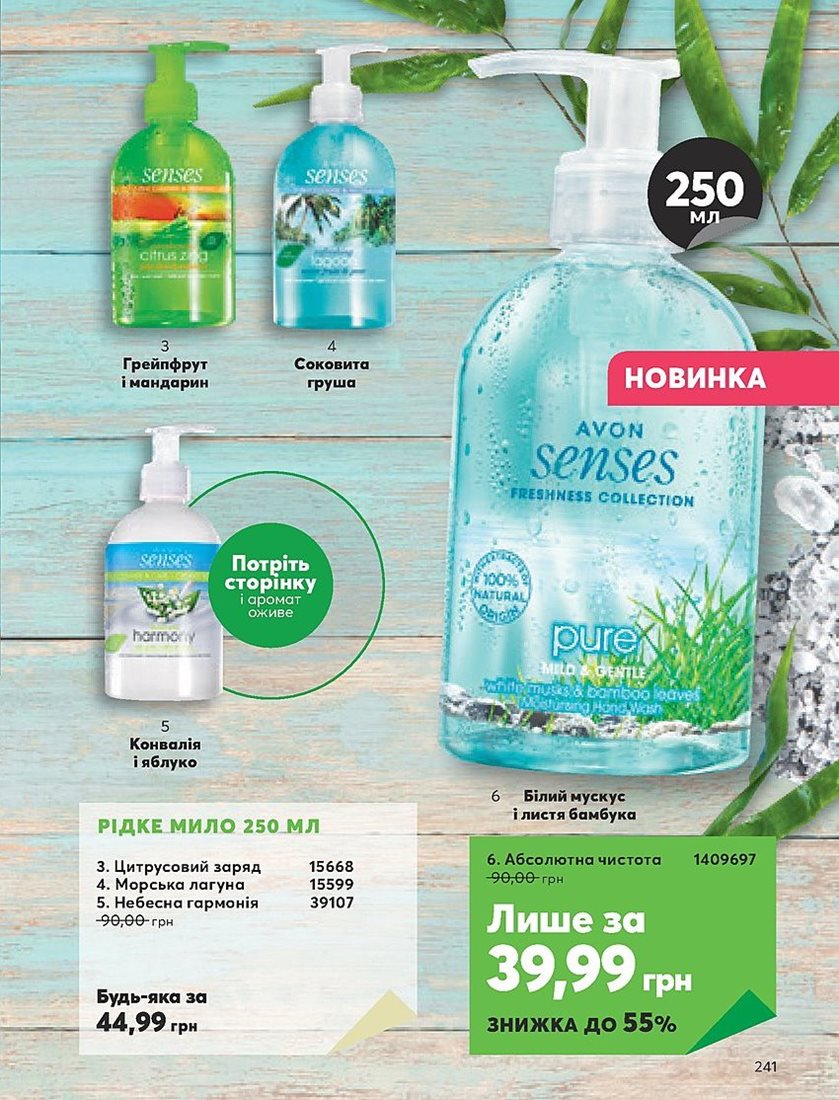 senses
citrus zing
3
Грейпфрут
і мандарин
senses
lagoon
4
Соковита
груша
250
МЛ
НОВИНКА
AVON
senses
FRESHNESS COLLECTION
100%
NATURAL
ORIGIN
pure
MILD & GENTLE
white musks & bamboo leaves
Moisturising Hand Wash
senses
harmony
Потріть
сторінку
і аромат
оживе
5
Конвалія
і яблуко
6 Білий мускус
і листя бамбука
РІДКЕ МИЛО 250 МЛ
3. Цитрусовий заряд 15668
4. Морська лагуна 15599
5. Небесна гармонія 39107
90,00 грн
Будь-яка за
44,99 грн
6. Абсолютна чистота 1409697
90,00 грн
Лише за
39,99 грн
ЗНИЖКА ДО 55%
241